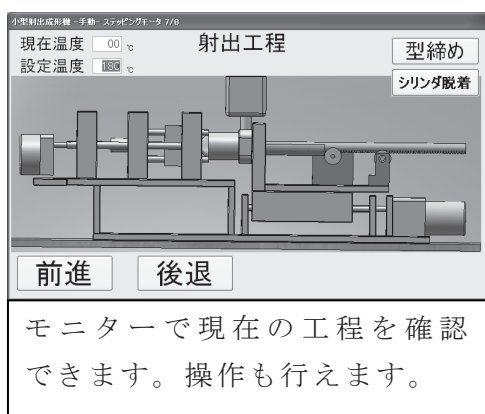 小型射出成形機 -手動- ステッピングモータ 7/8
現在温度 00 ℃ 射出工程 型締め
設定温度 180 ℃ シリンダ脱着
前進 後退
モニターで現在の工程を確認
できます。操作も行えます。